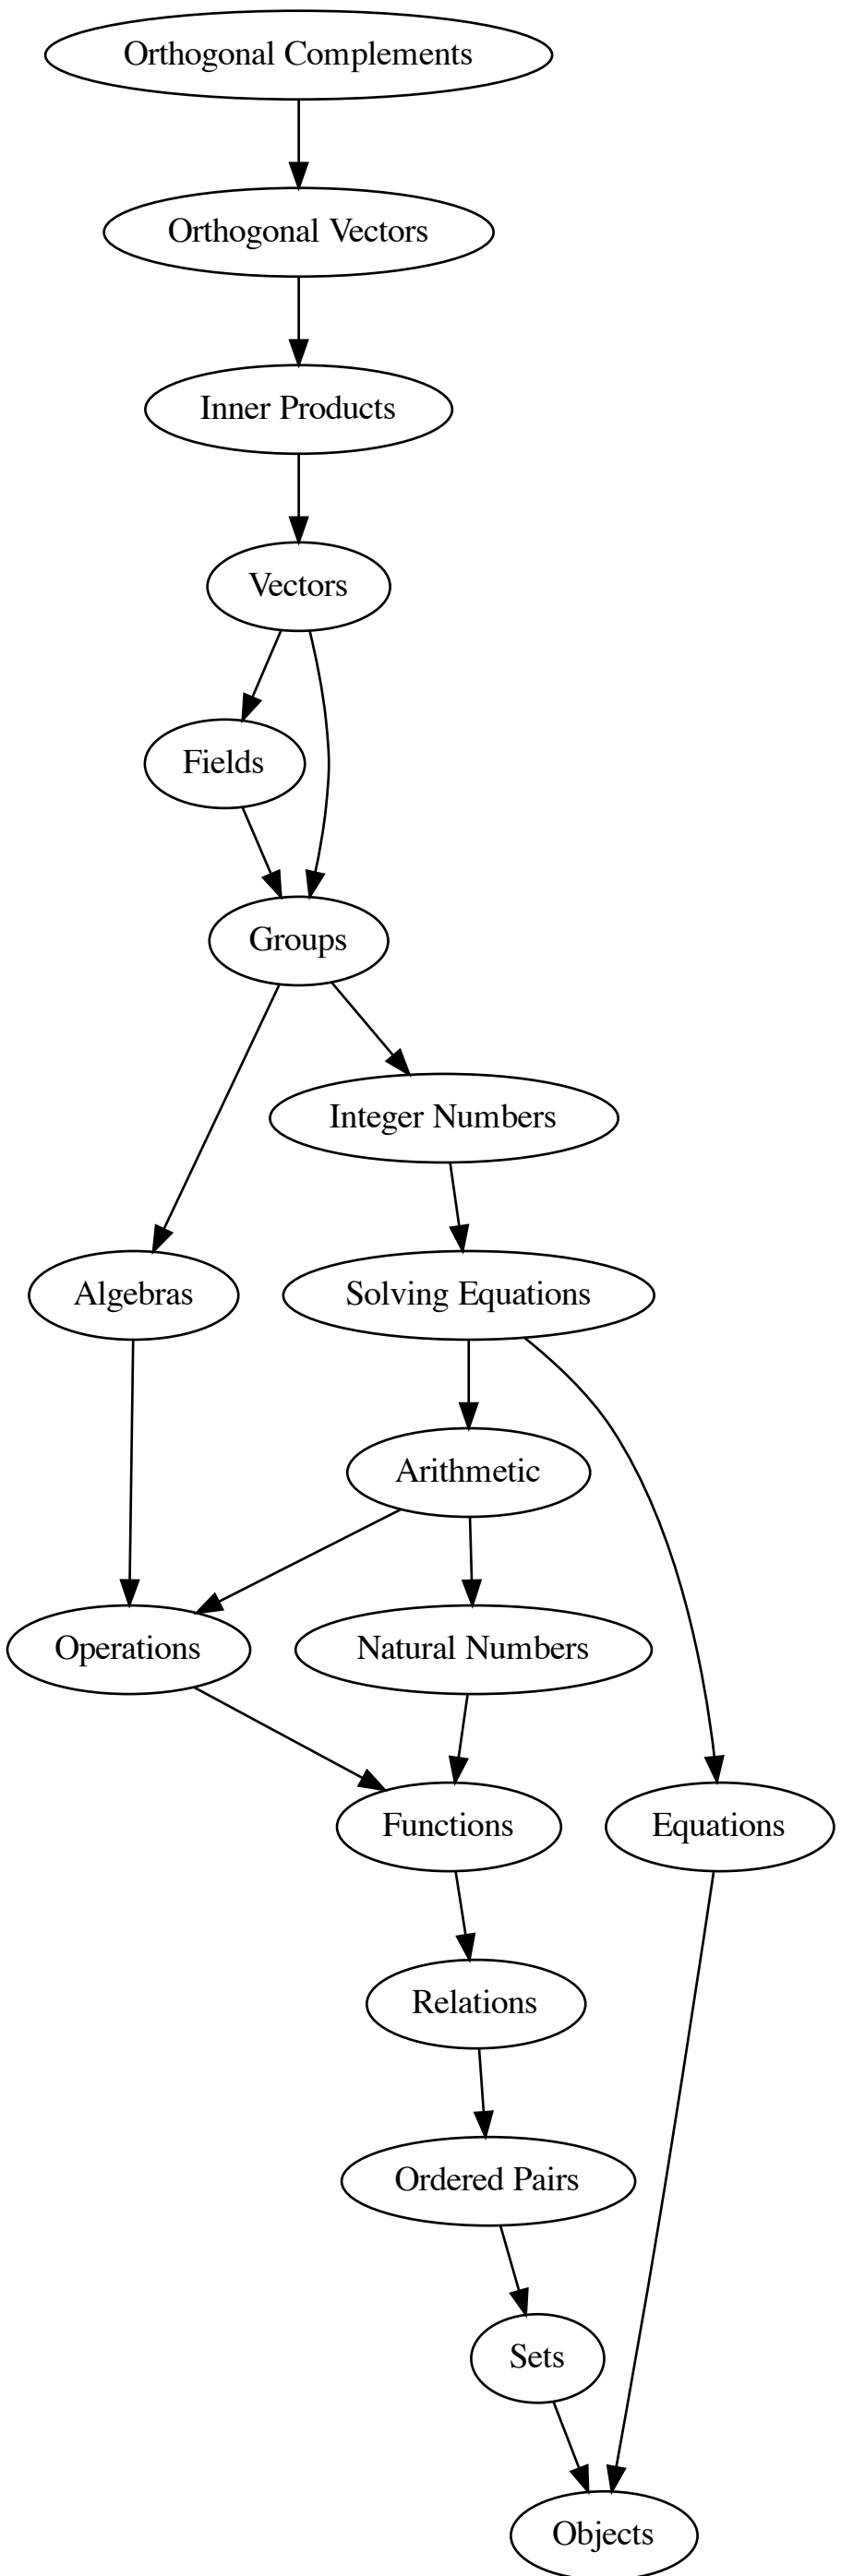 Orthogonal Complements
Orthogonal Vectors
Inner Products
Vectors
Fields
Groups
Integer Numbers
Algebras
Solving Equations
Arithmetic
Operations
Natural Numbers
Functions
Equations
Relations
Ordered Pairs
Sets
Objects